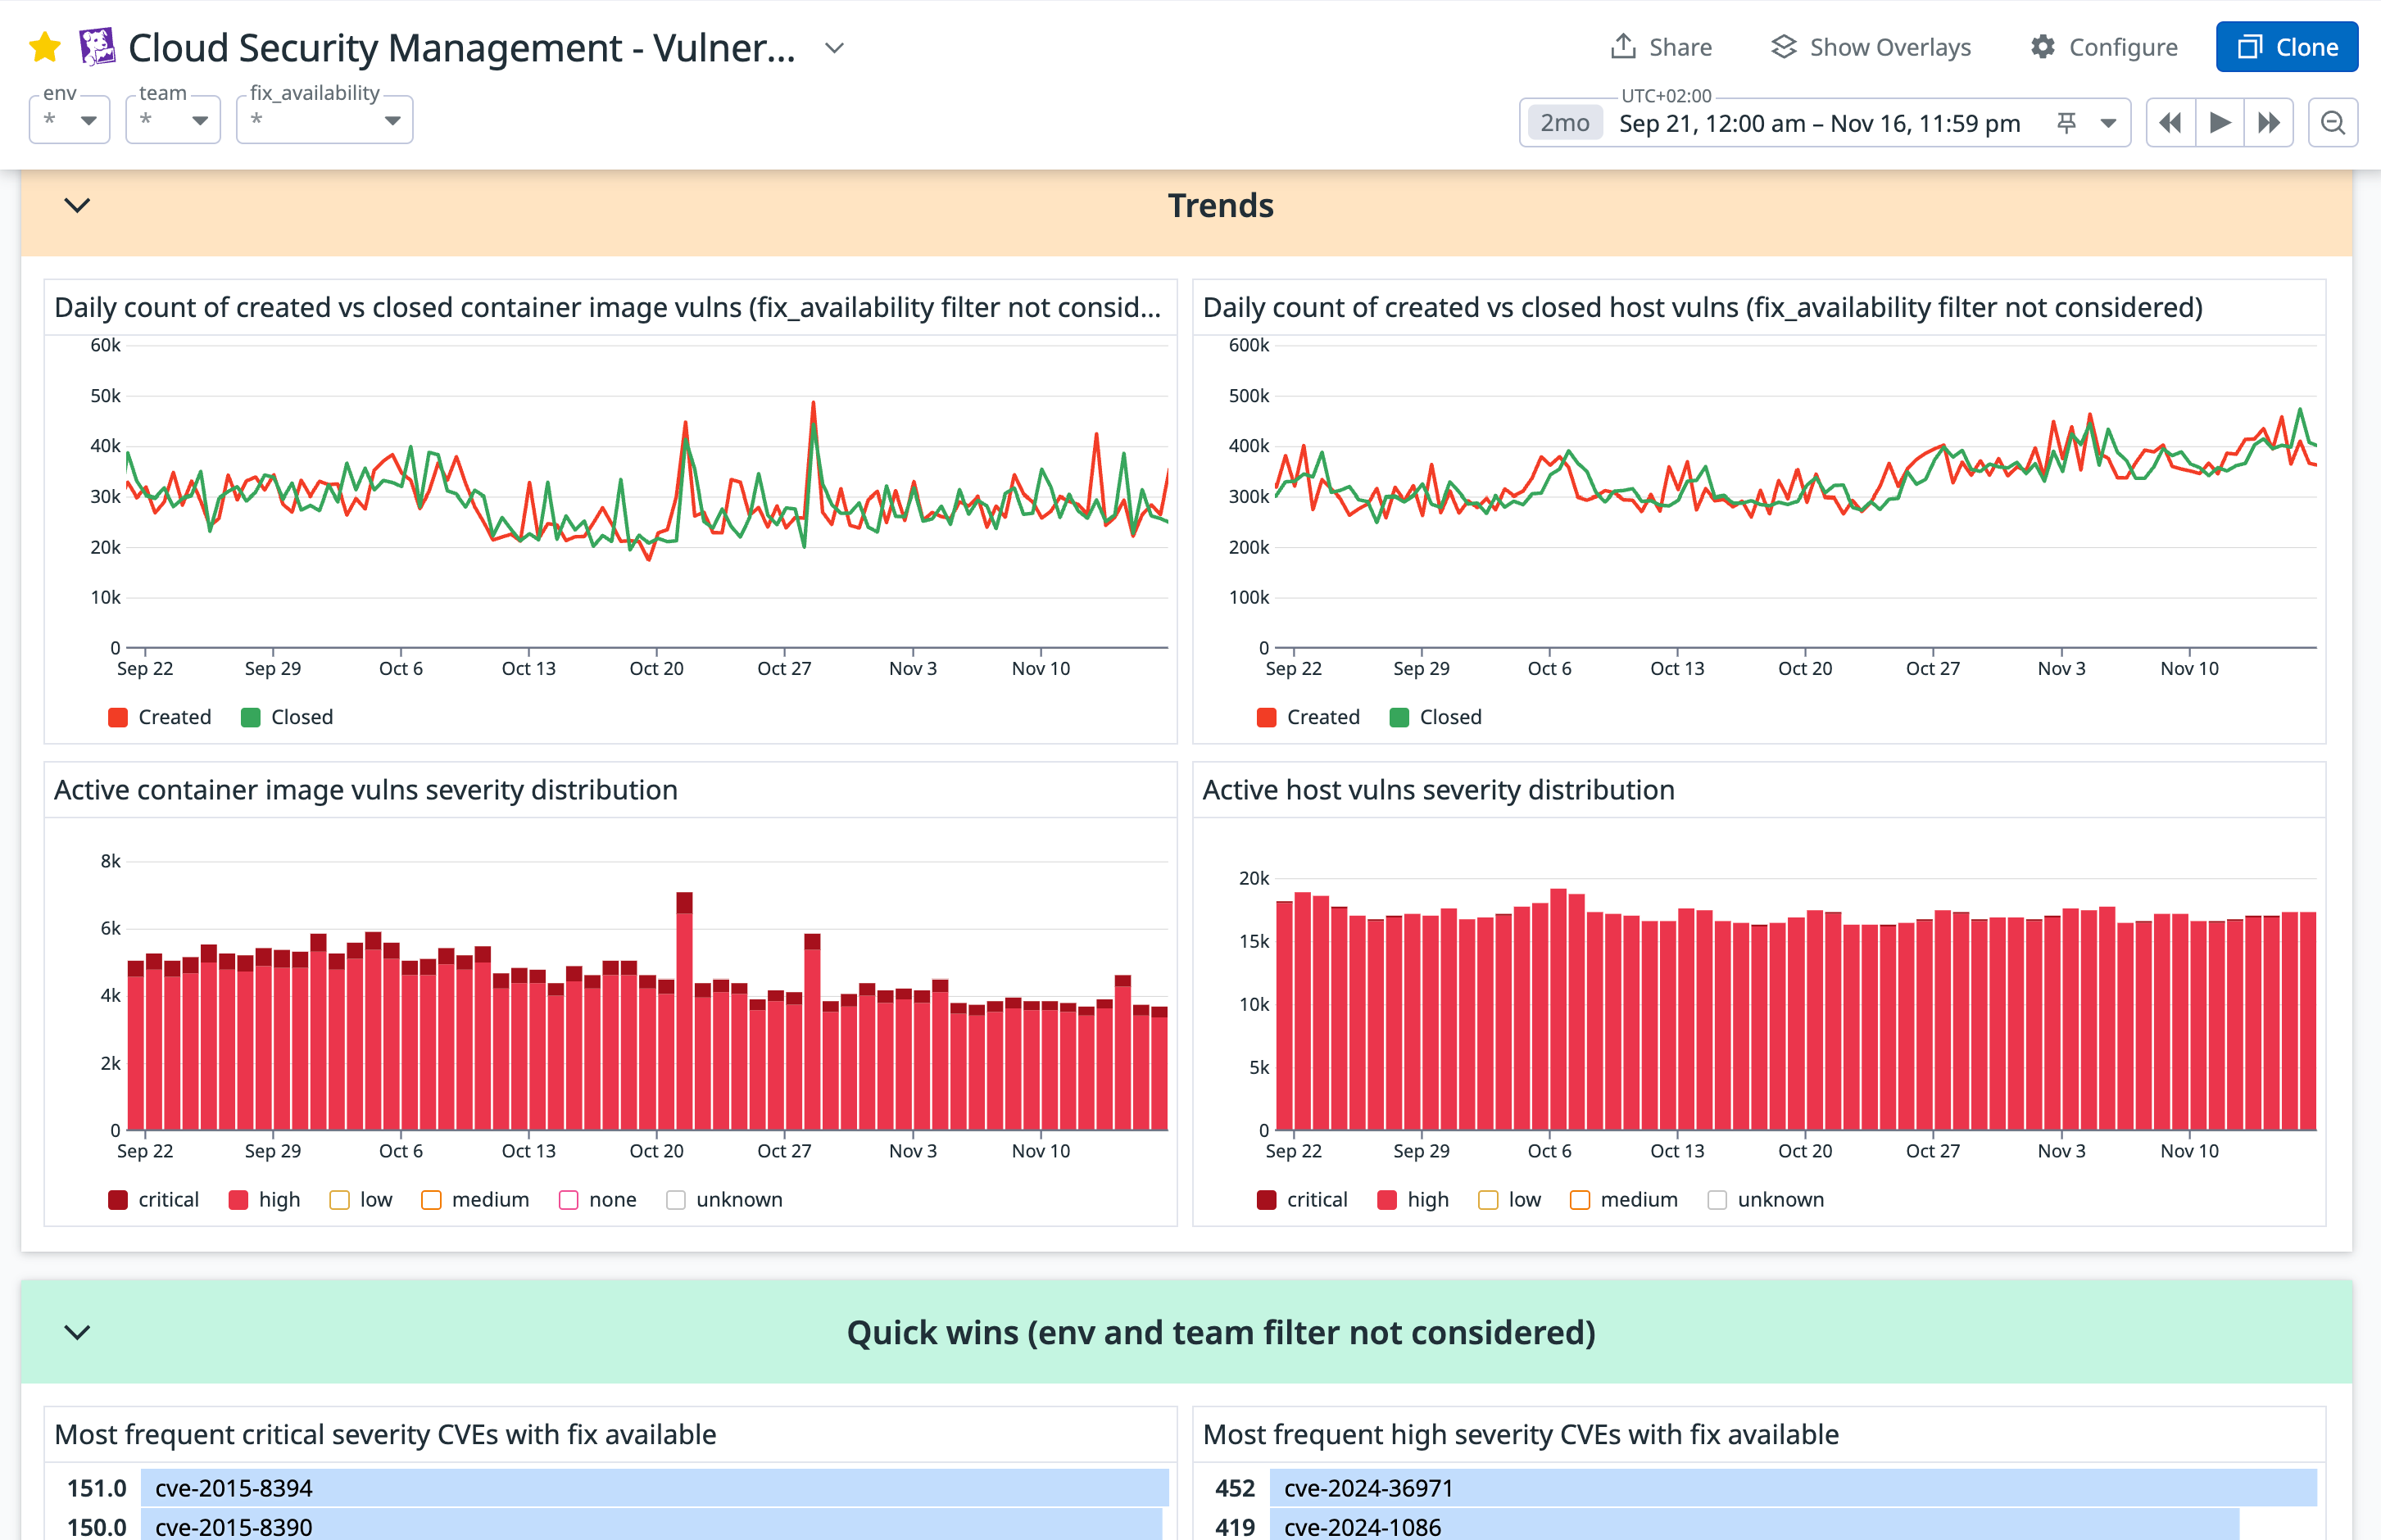 Cloud Security Management - Vulner...
Share
Show Overlays
Configure
Clone
env
*
team
*
fix_availability
*
UTC+02:00
2mo
Sep 21, 12:00 am – Nov 16, 11:59 pm
Trends
Daily count of created vs closed container image vulns (fix_availability filter not consid...
60k
50k
40k
30k
20k
10k
0
Sep 22 Sep 29 Oct 6 Oct 13 Oct 20 Oct 27 Nov 3 Nov 10
Created Closed
Daily count of created vs closed host vulns (fix_availability filter not considered)
600k
500k
400k
300k
200k
100k
0
Sep 22 Sep 29 Oct 6 Oct 13 Oct 20 Oct 27 Nov 3 Nov 10
Created Closed
Active container image vulns severity distribution
8k
6k
4k
2k
0
Sep 22 Sep 29 Oct 6 Oct 13 Oct 20 Oct 27 Nov 3 Nov 10
critical high low medium none unknown
Active host vulns severity distribution
20k
15k
10k
5k
0
Sep 22 Sep 29 Oct 6 Oct 13 Oct 20 Oct 27 Nov 3 Nov 10
critical high low medium unknown
Quick wins (env and team filter not considered)
Most frequent critical severity CVEs with fix available
151.0 cve-2015-8394
150.0 cve-2015-8390
Most frequent high severity CVEs with fix available
452 cve-2024-36971
419 cve-2024-1086